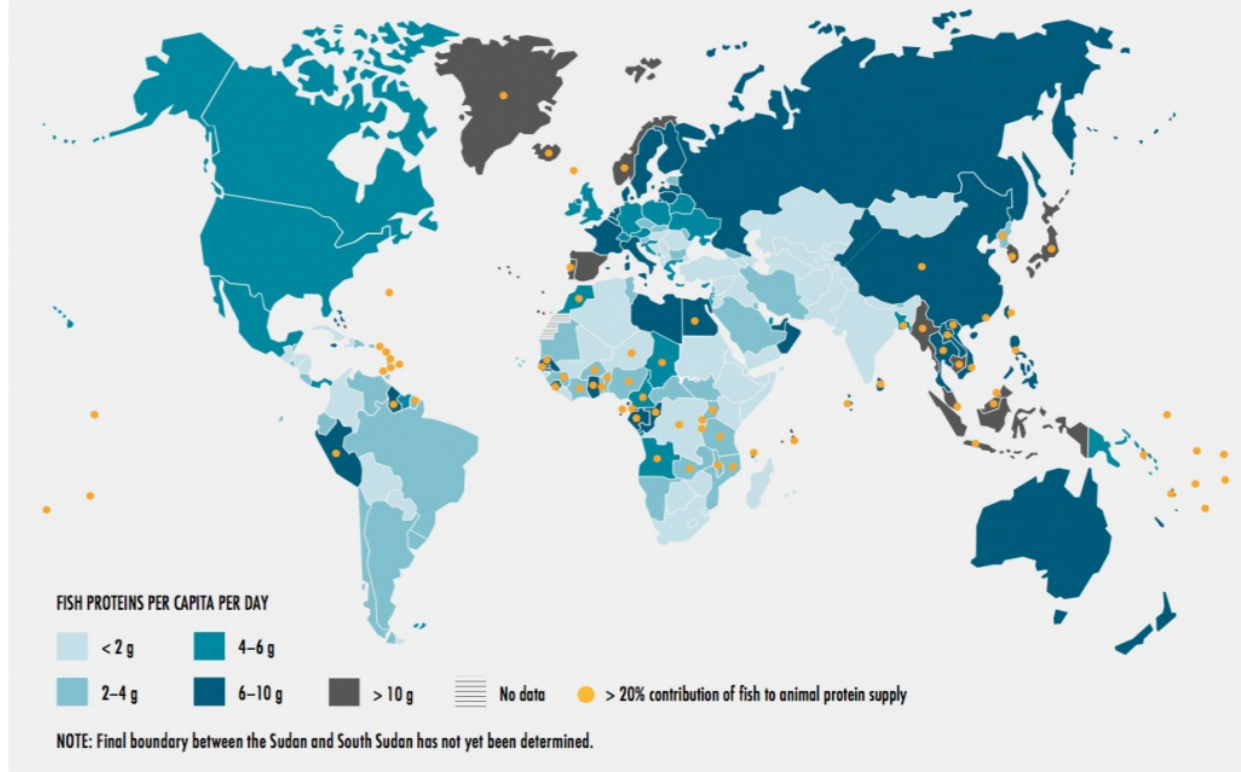 FISH PROTEINS PER CAPITA PER DAY
< 2 g
4–6 g
2–4 g
6–10 g
> 10 g
No data
> 20% contribution of fish to animal protein supply
NOTE: Final boundary between the Sudan and South Sudan has not yet been determined.